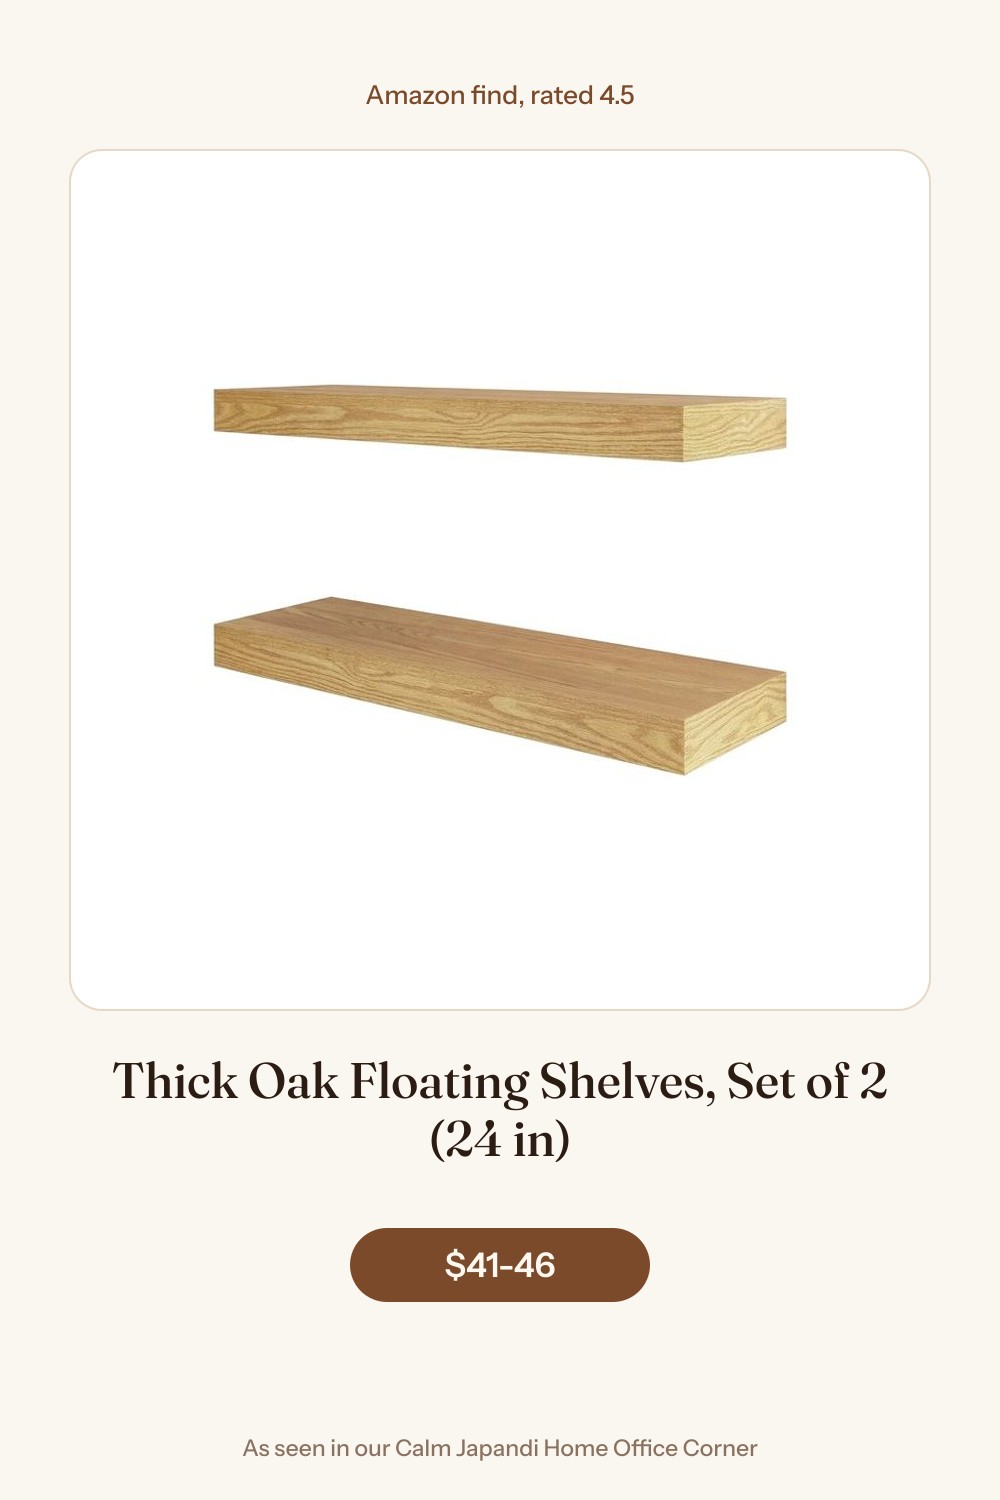 Amazon find, rated 4.5
Thick Oak Floating Shelves, Set of 2
(24 in)
$41–46
As seen in our Calm Japandi Home Office Corner